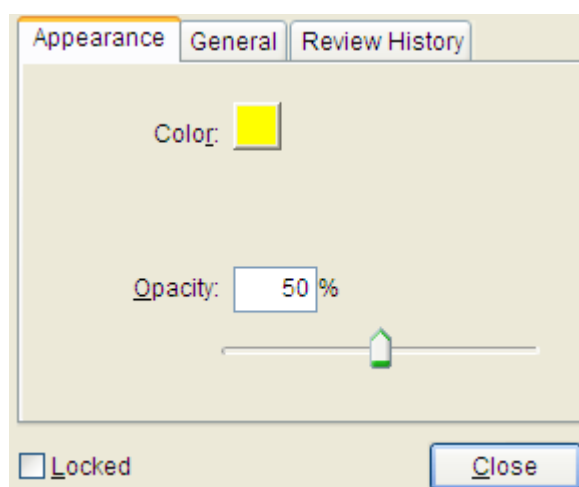 Appearance General Review History
Color:
Opacity: 50 %
Locked Close